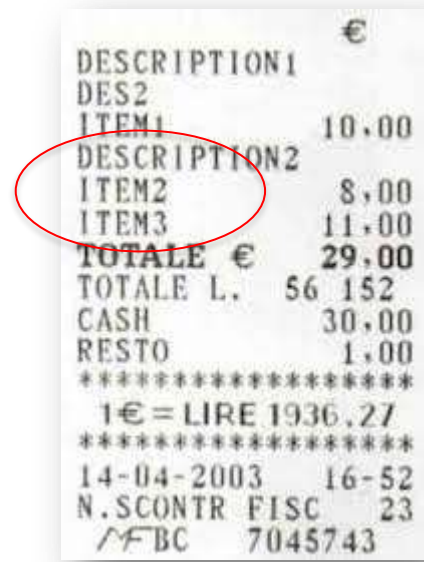 €
DESCRIPTION1
DES2
ITEM1 10,00
DESCRIPTION2
ITEM2 8,00
ITEM3 11,00
TOTALE € 29,00
TOTALE L. 56 152
CASH 30,00
RESTO 1,00
*******************
1€ = LIRE 1936.27
*******************
14-04-2003 16-52
N.SCONTR FISC 23
MFBC 7045743